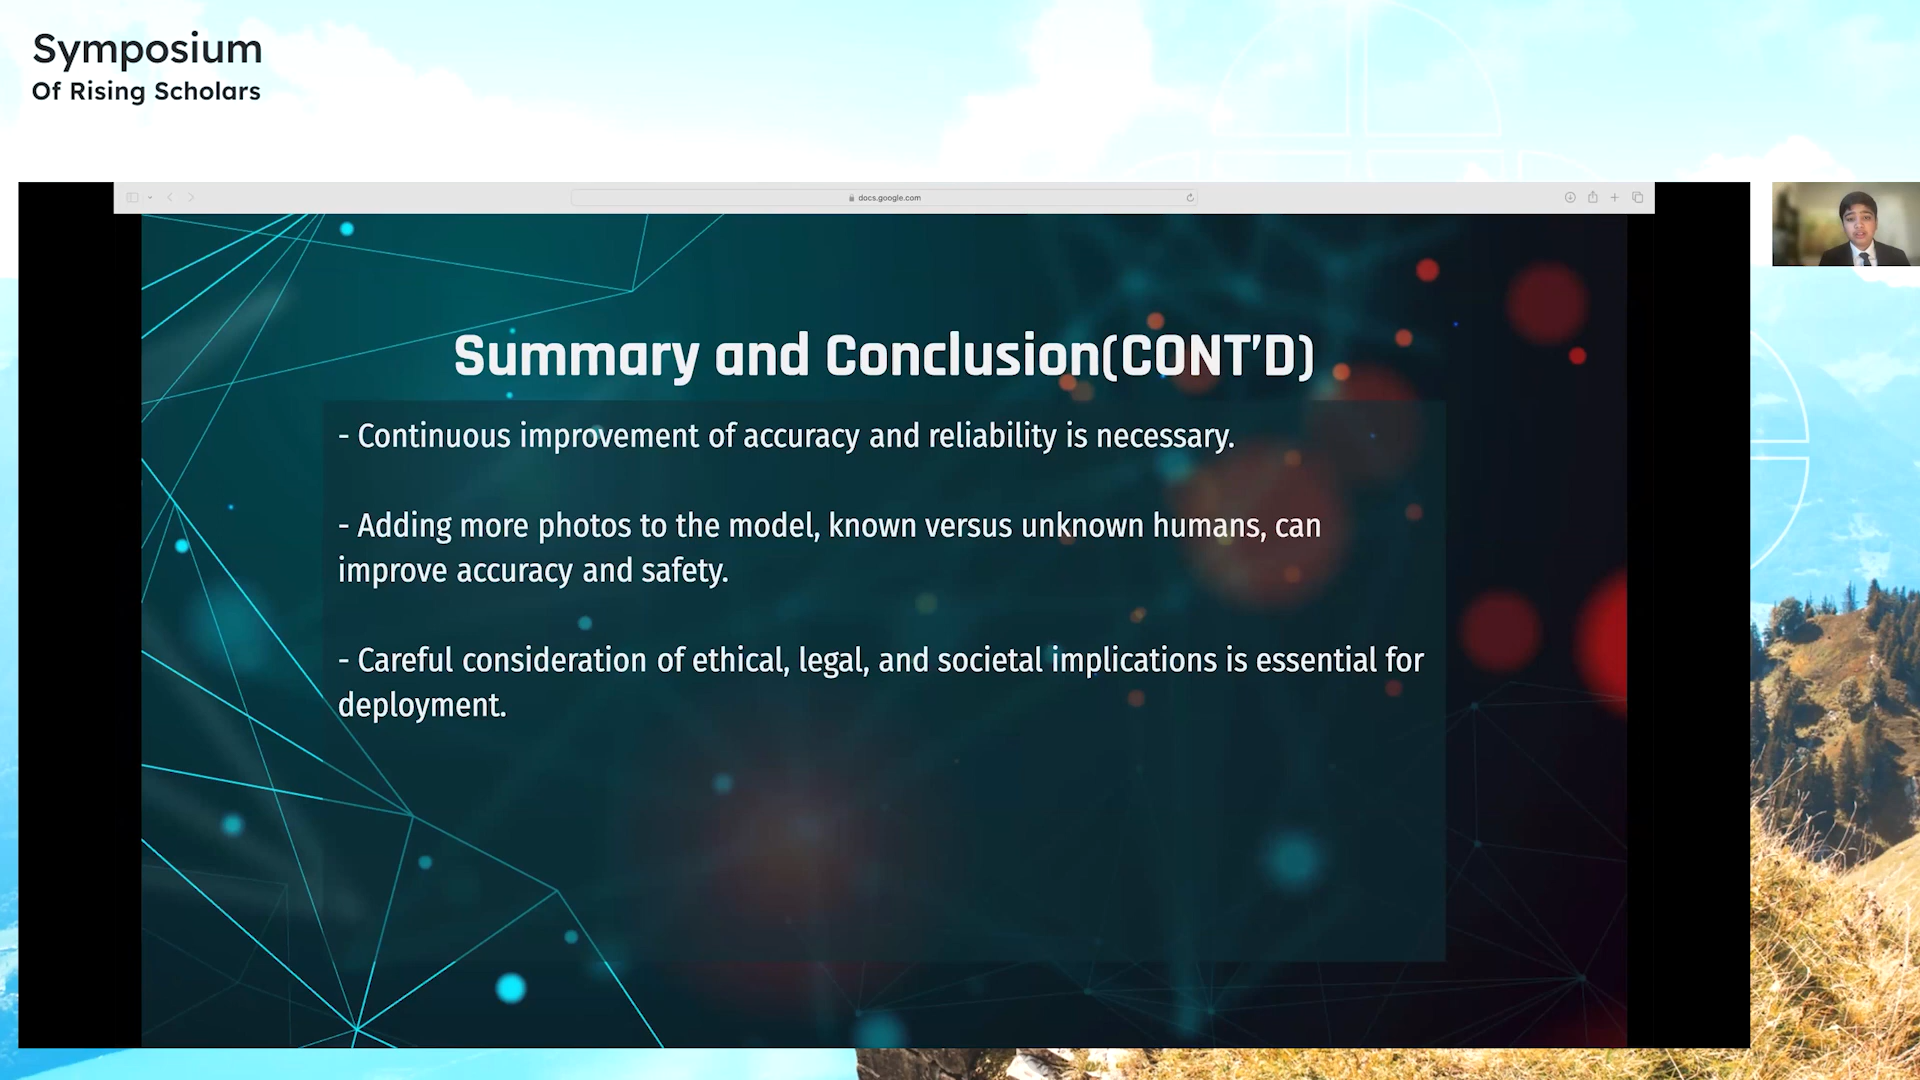 Symposium
Of Rising Scholars
docs.google.com
Summary and Conclusion(CONT'D)
- Continuous improvement of accuracy and reliability is necessary.
- Adding more photos to the model, known versus unknown humans, can
improve accuracy and safety.
- Careful consideration of ethical, legal, and societal implications is essential for
deployment.